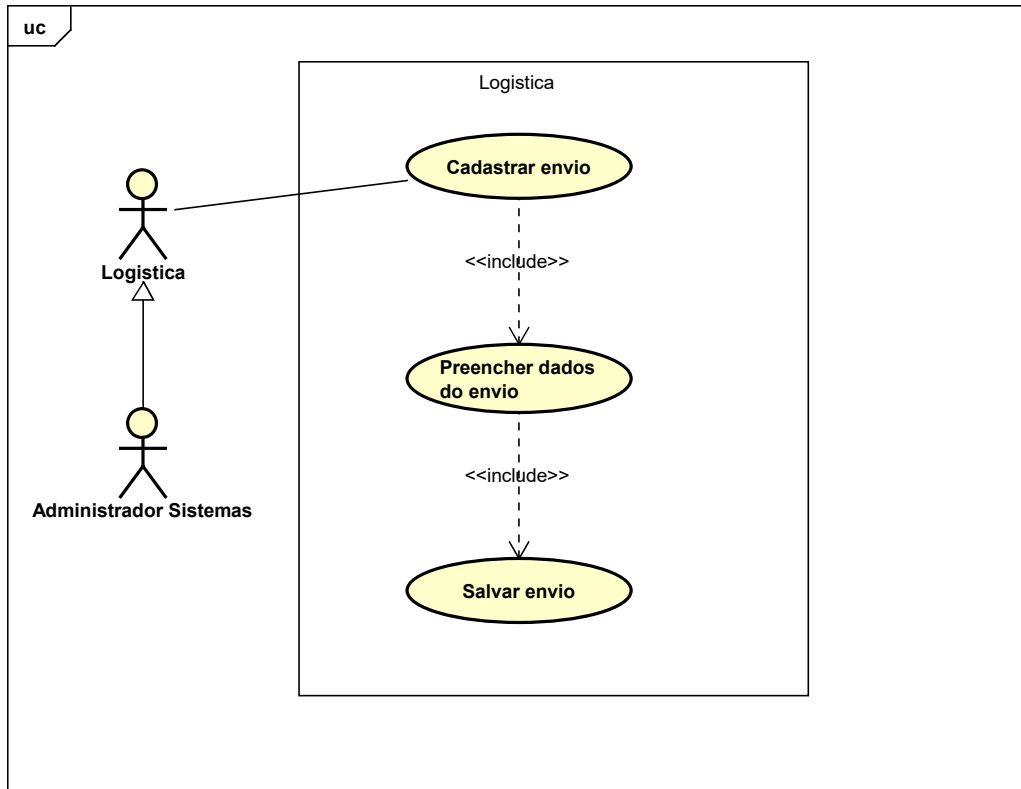 uc
Logistica
Cadastrar envio
<<include>>
Logistica
Preencher dados
do envio
<<include>>
Administrador Sistemas
Salvar envio